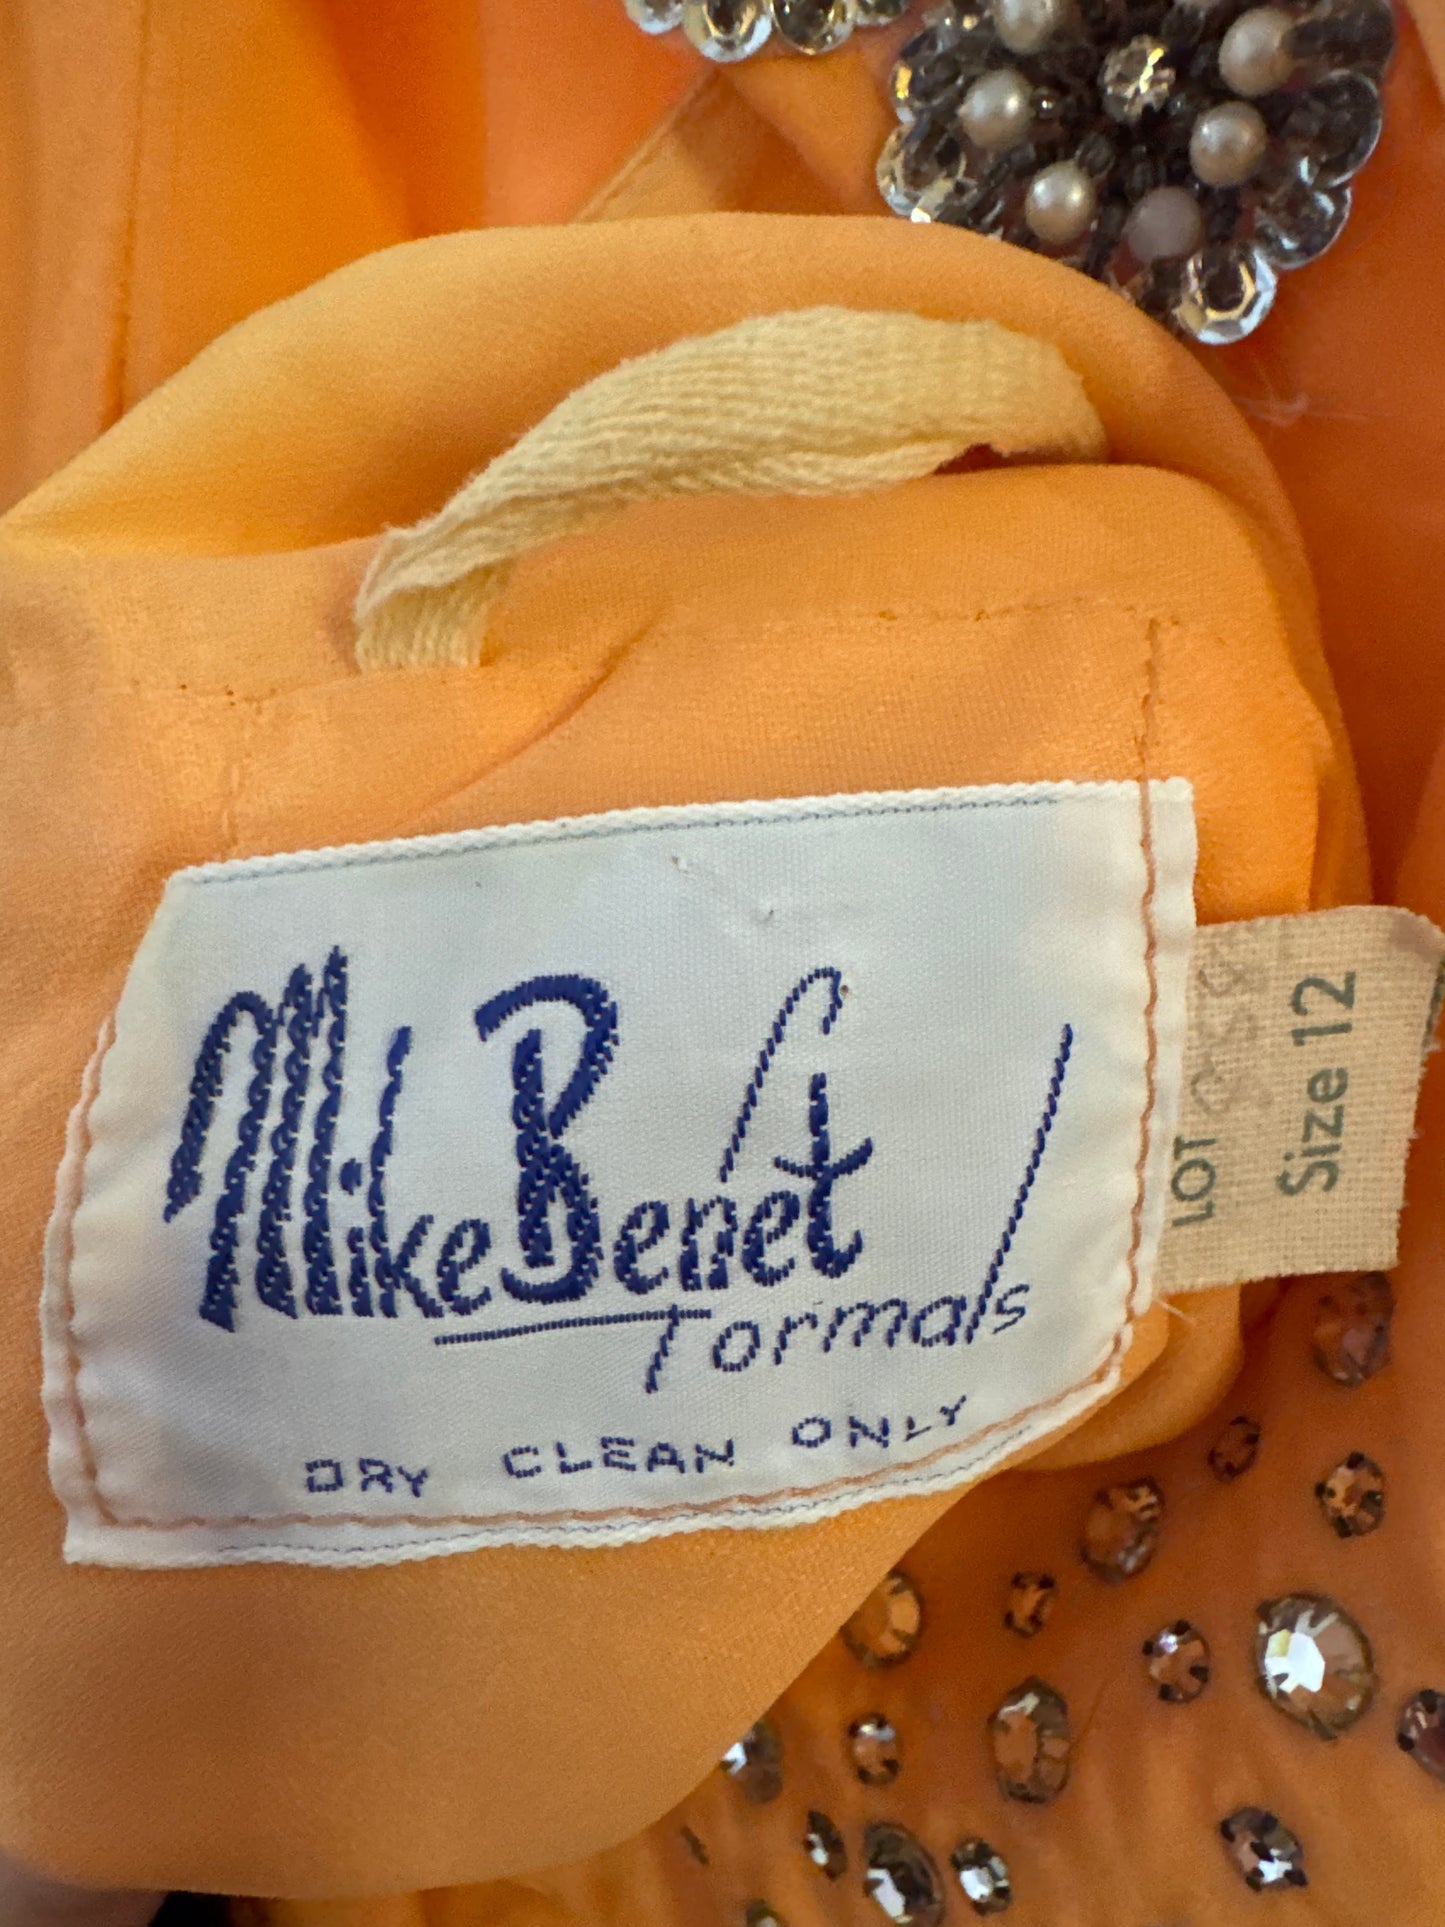 Mike Benet
Formals
DRY CLEAN ONLY
LOT
Size 12